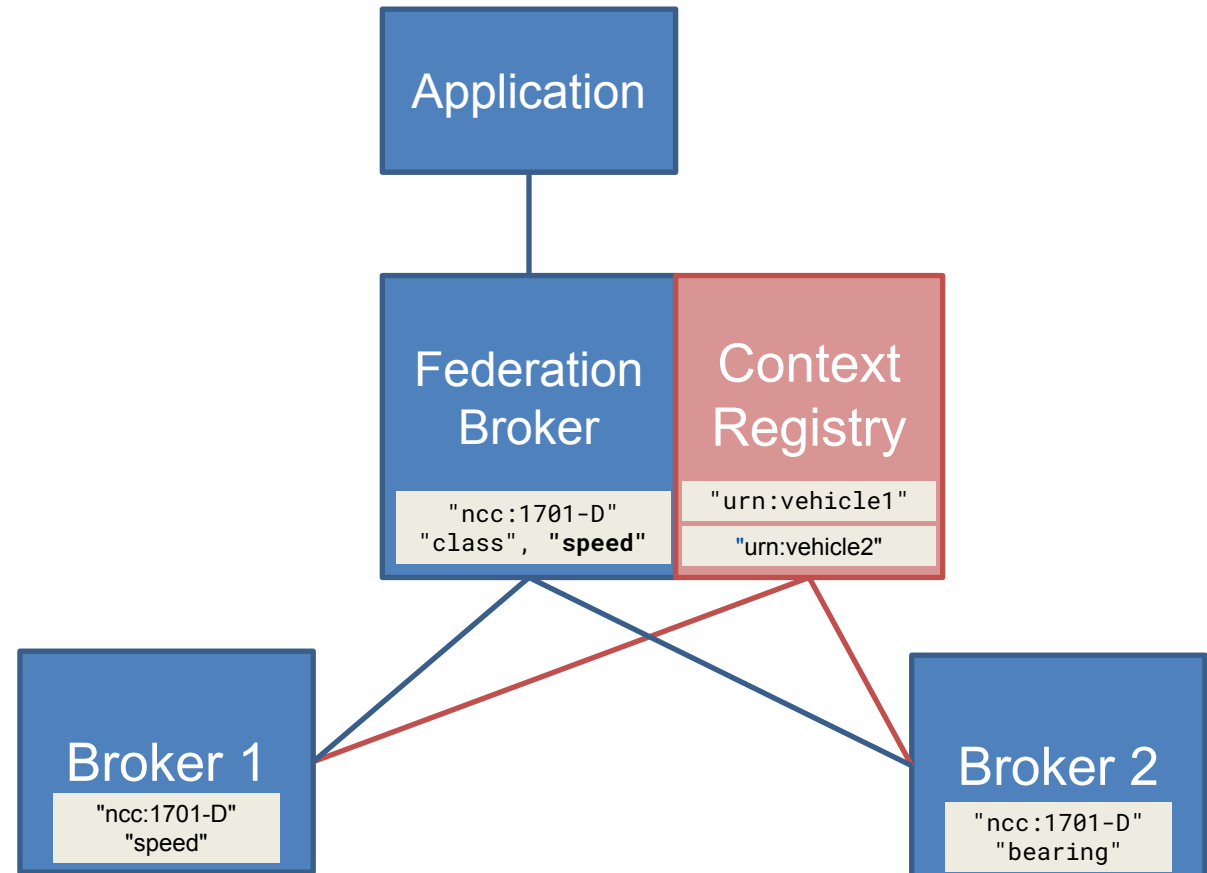 Application
Federation
Broker
"ncc:1701-D"
"class", "speed"
Context
Registry
"urn:vehicle1"
"urn:vehicle2"
Broker 1
"ncc:1701-D"
"speed"
Broker 2
"ncc:1701-D"
"bearing"